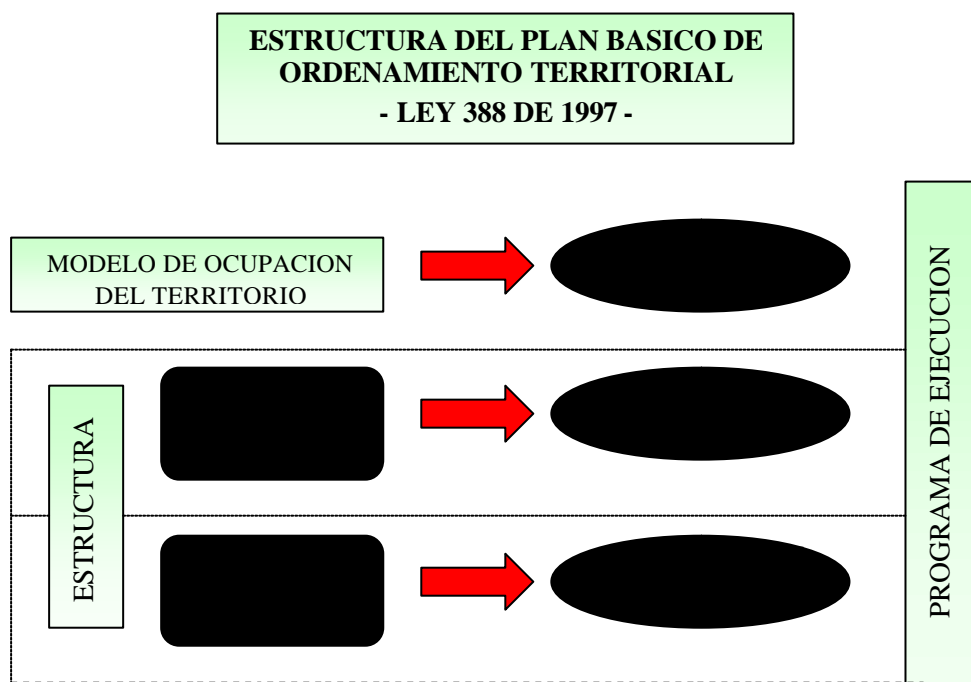 ESTRUCTURA DEL PLAN BASICO DE
ORDENAMIENTO TERRITORIAL
- LEY 388 DE 1997 -
MODELO DE OCUPACION
DEL TERRITORIO
ESTRUCTURA
PROGRAMA DE EJECUCION